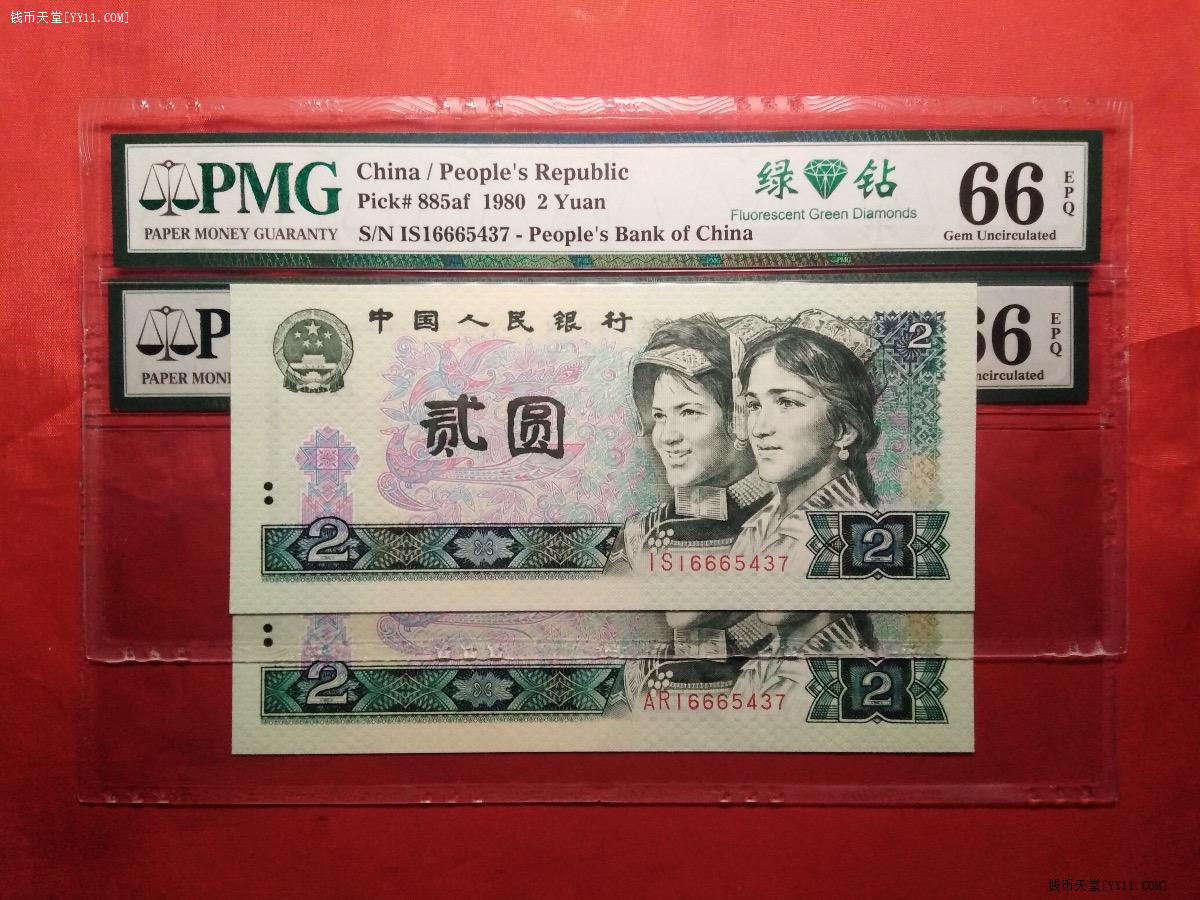 钱币天堂[YY11.COM]
PMG
PAPER MONEY GUARANTY
China / People's Republic
Pick# 885af 1980 2 Yuan
S/N IS16665437 - People's Bank of China
绿 钻
Fluorescent Green Diamonds
66
EPQ
Gem Uncirculated
中国人民银行
贰圆
2
2
2
IS16665437
P
PAPER MON
66
EPQ
ncirculated
2
AR16665437
2
钱币天堂[YY11.COM]